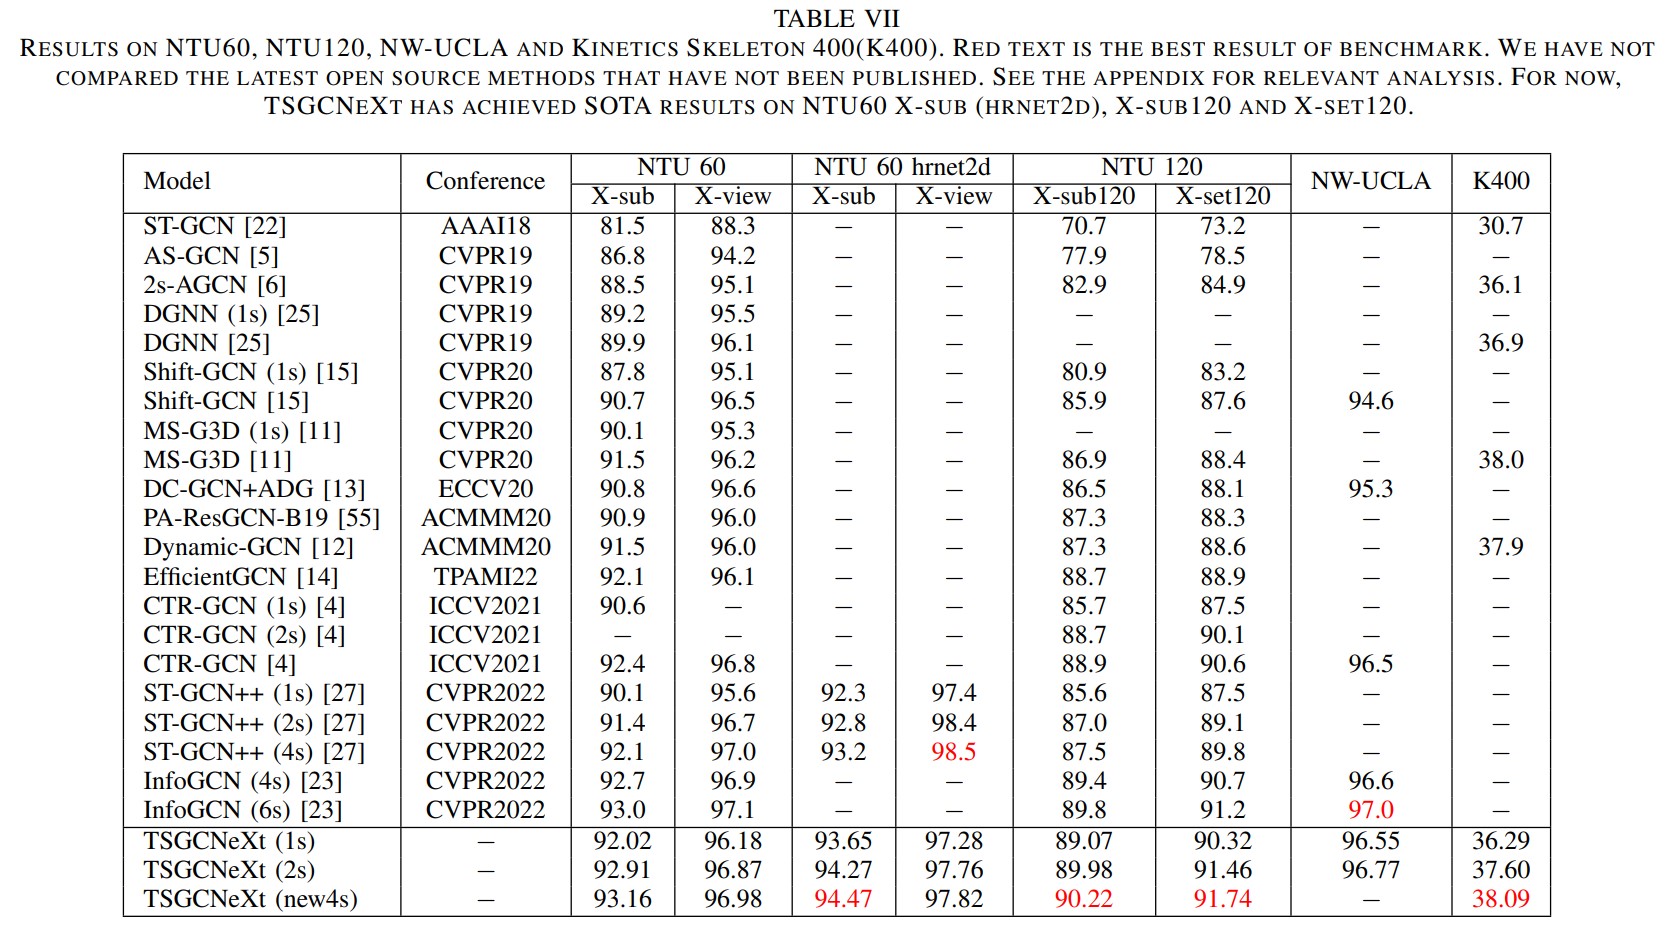 TABLE VII
RESULTS ON NTU60, NTU120, NW-UCLA AND KINETICS SKELETON 400(K400). RED TEXT IS THE BEST RESULT OF BENCHMARK. WE HAVE NOT
COMPARED THE LATEST OPEN SOURCE METHODS THAT HAVE NOT BEEN PUBLISHED. SEE THE APPENDIX FOR RELEVANT ANALYSIS. FOR NOW,
TSGCNEXT HAS ACHIEVED SOTA RESULTS ON NTU60 X-SUB (HRNET2D), X-SUB120 AND X-SET120.
Model Conference NTU 60 NTU 60 hrnet2d NTU 120 NW-UCLA K400
X-sub X-view X-sub X-view X-sub120 X-set120
ST-GCN [22] AAAI18 81.5 88.3 – – 70.7 73.2 – 30.7
AS-GCN [5] CVPR19 86.8 94.2 – – 77.9 78.5 – –
2s-AGCN [6] CVPR19 88.5 95.1 – – 82.9 84.9 – 36.1
DGNN (1s) [25] CVPR19 89.2 95.5 – – – – – –
DGNN [25] CVPR19 89.9 96.1 – – – – – 36.9
Shift-GCN (1s) [15] CVPR20 87.8 95.1 – – 80.9 83.2 – –
Shift-GCN [15] CVPR20 90.7 96.5 – – 85.9 87.6 94.6 –
MS-G3D (1s) [11] CVPR20 90.1 95.3 – – – – – –
MS-G3D [11] CVPR20 91.5 96.2 – – 86.9 88.4 – 38.0
DC-GCN+ADG [13] ECCV20 90.8 96.6 – – 86.5 88.1 95.3 –
PA-ResGCN-B19 [55] ACMMM20 90.9 96.0 – – 87.3 88.3 – –
Dynamic-GCN [12] ACMMM20 91.5 96.0 – – 87.3 88.6 – 37.9
EfficientGCN [14] TPAMI22 92.1 96.1 – – 88.7 88.9 – –
CTR-GCN (1s) [4] ICCV2021 90.6 – – – 85.7 87.5 – –
CTR-GCN (2s) [4] ICCV2021 – – – – 88.7 90.1 – –
CTR-GCN [4] ICCV2021 92.4 96.8 – – 88.9 90.6 96.5 –
ST-GCN++ (1s) [27] CVPR2022 90.1 95.6 92.3 97.4 85.6 87.5 – –
ST-GCN++ (2s) [27] CVPR2022 91.4 96.7 92.8 98.4 87.0 89.1 – –
ST-GCN++ (4s) [27] CVPR2022 92.1 97.0 93.2 98.5 87.5 89.8 – –
InfoGCN (4s) [23] CVPR2022 92.7 96.9 – – 89.4 90.7 96.6 –
InfoGCN (6s) [23] CVPR2022 93.0 97.1 – – 89.8 91.2 97.0 –
TSGCNeXt (1s) – 92.02 96.18 93.65 97.28 89.07 90.32 96.55 36.29
TSGCNeXt (2s) – 92.91 96.87 94.27 97.76 89.98 91.46 96.77 37.60
TSGCNeXt (new4s) – 93.16 96.98 94.47 97.82 90.22 91.74 – 38.09